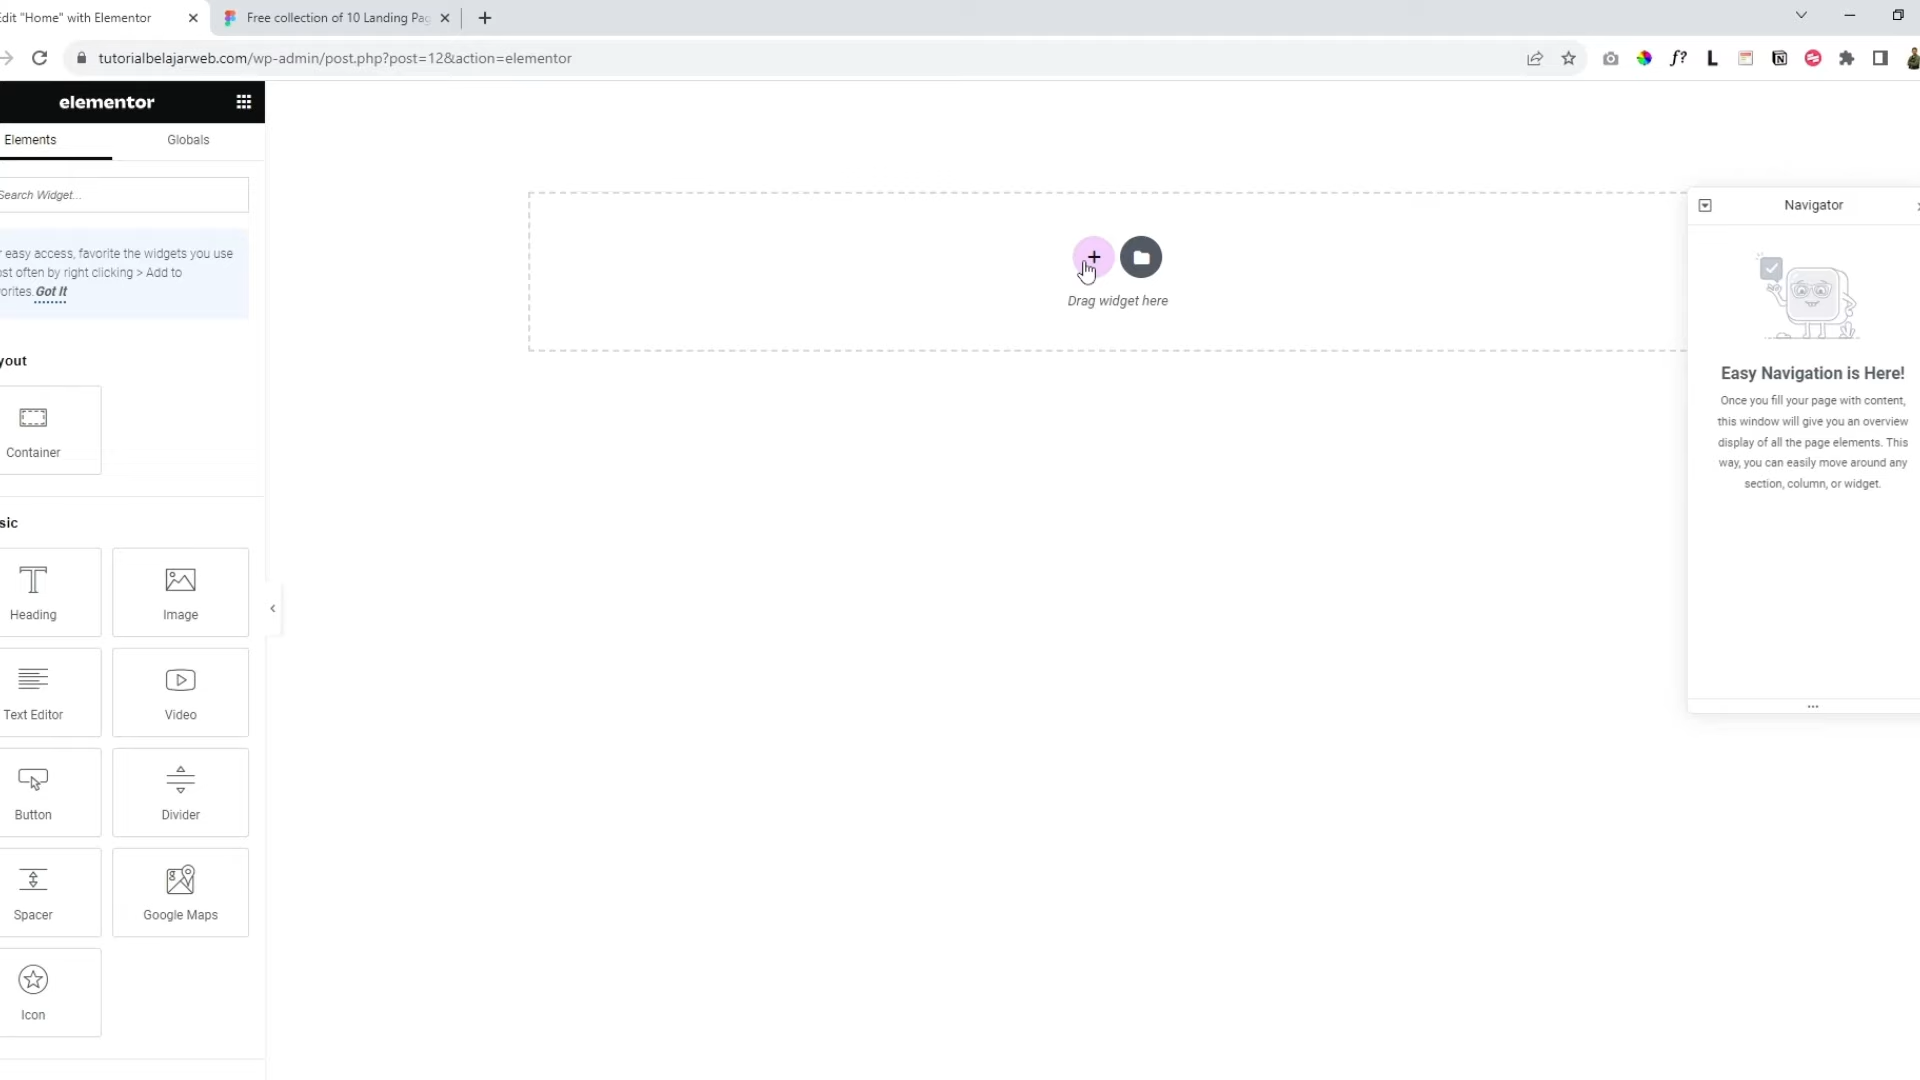 Edit "Home" with Elementor
Free collection of 10 Landing Pag
tutorialbelajarweb.com/wp-admin/post.php?post=12&action=elementor
f?
L
elementor
Elements
Globals
Search Widget...
r easy access, favorite the widgets you use
ost often by right clicking > Add to
vorites. Got It
yout
Container
sic
Heading
Image
Text Editor
Video
Button
Divider
Spacer
Google Maps
Icon
Drag widget here
Navigator
Easy Navigation is Here!
Once you fill your page with content,
this window will give you an overview
display of all the page elements. This
way, you can easily move around any
section, column, or widget.